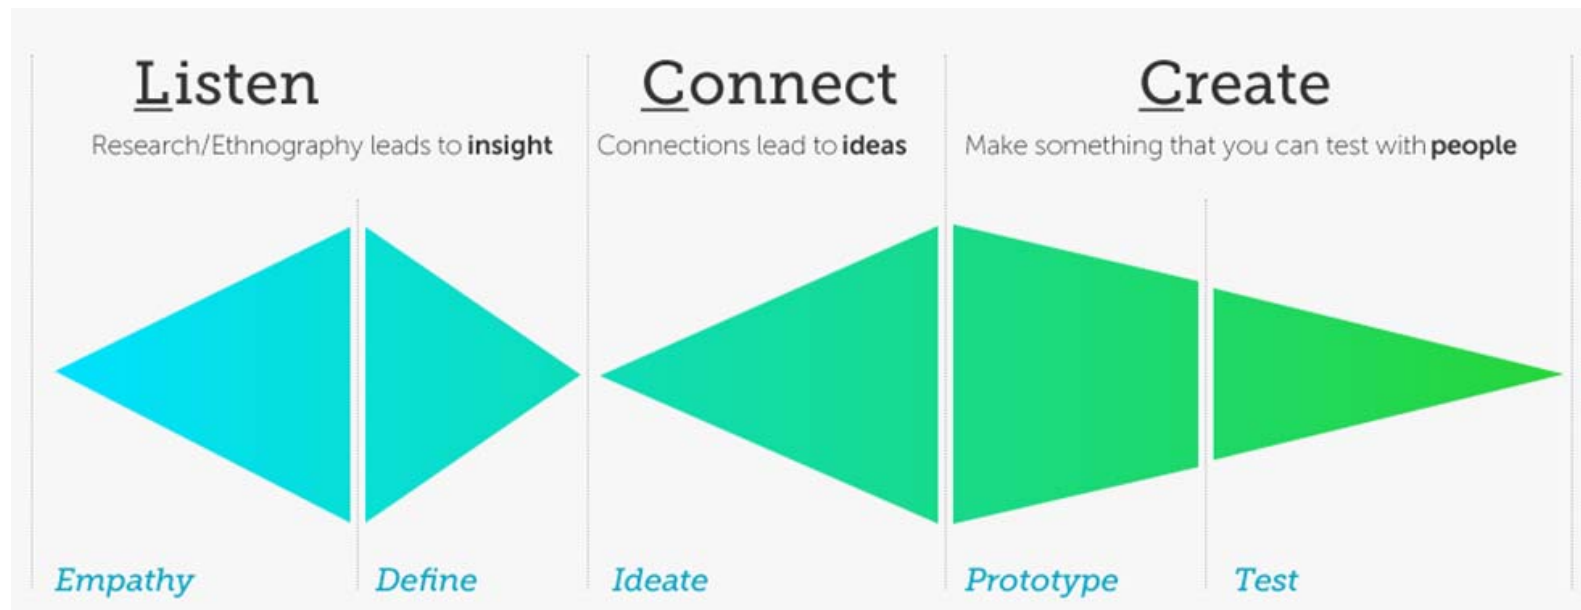 Listen
Research/Ethnography leads to insight
Connect
Connections lead to ideas
Create
Make something that you can test with people
Empathy
Define
Ideate
Prototype
Test